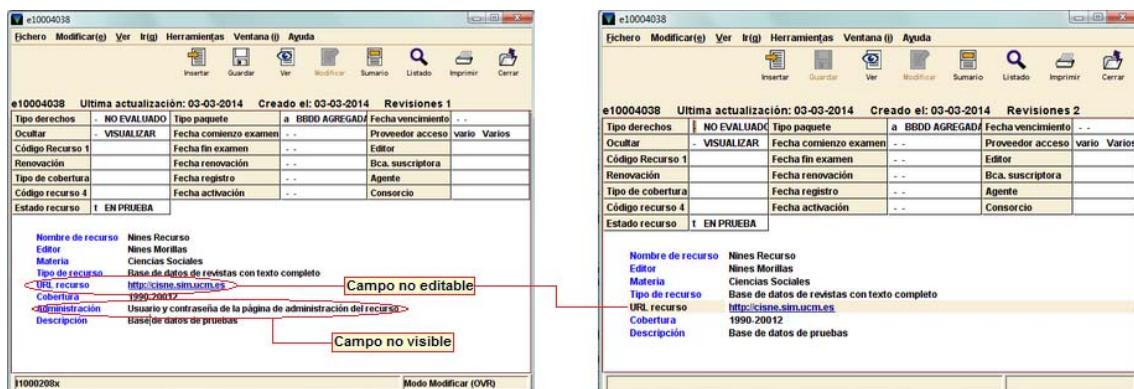 e10004038
Fichero Modificar(e) Ver Ir(g) Herramientas Ventana (i) Ayuda
Insertar Guardar Ver Modificar Sumario Listado Imprimir Cerrar
e10004038 Ultima actualización: 03-03-2014 Creado el: 03-03-2014 Revisiones 1
Tipo derechos - NO EVALUADO Tipo paquete a BBDD AGREGADA Fecha vencimiento - -
Ocultar - VISUALIZAR Fecha comienzo examen - - Proveedor acceso vario Varios
Código Recurso 1 Fecha fin examen - - Editor
Renovación Fecha renovación - - Bca. suscriptora
Tipo de cobertura Fecha registro - - Agente
Código recurso 4 Fecha activación - - Consorcio
Estado recurso t EN PRUEBA
Nombre de recurso Nines Recurso
Editor Nines Morillas
Materia Ciencias Sociales
Tipo de recurso Base de datos de revistas con texto completo
URL recurso http://cisne.sim.ucm.es
Cobertura 1990-20012
Administración Usuario y contraseña de la página de administración del recurso
Descripción Base de datos de pruebas
Campo no editable
Campo no visible
I1000208x Modo Modificar (OVR)
e10004038
Fichero Modificar(e) Ver Ir(g) Herramientas Ventana (i) Ayuda
Insertar Guardar Ver Modificar Sumario Listado Imprimir Cerrar
e10004038 Ultima actualización: 03-03-2014 Creado el: 03-03-2014 Revisiones 2
Tipo derechos - NO EVALUADO Tipo paquete a BBDD AGREGADA Fecha vencimiento - -
Ocultar - VISUALIZAR Fecha comienzo examen - - Proveedor acceso vario Varios
Código Recurso 1 Fecha fin examen - - Editor
Renovación Fecha renovación - - Bca. suscriptora
Tipo de cobertura Fecha registro - - Agente
Código recurso 4 Fecha activación - - Consorcio
Estado recurso t EN PRUEBA
Nombre de recurso Nines Recurso
Editor Nines Morillas
Materia Ciencias Sociales
Tipo de recurso Base de datos de revistas con texto completo
URL recurso http://cisne.sim.ucm.es
Cobertura 1990-20012
Descripción Base de datos de pruebas